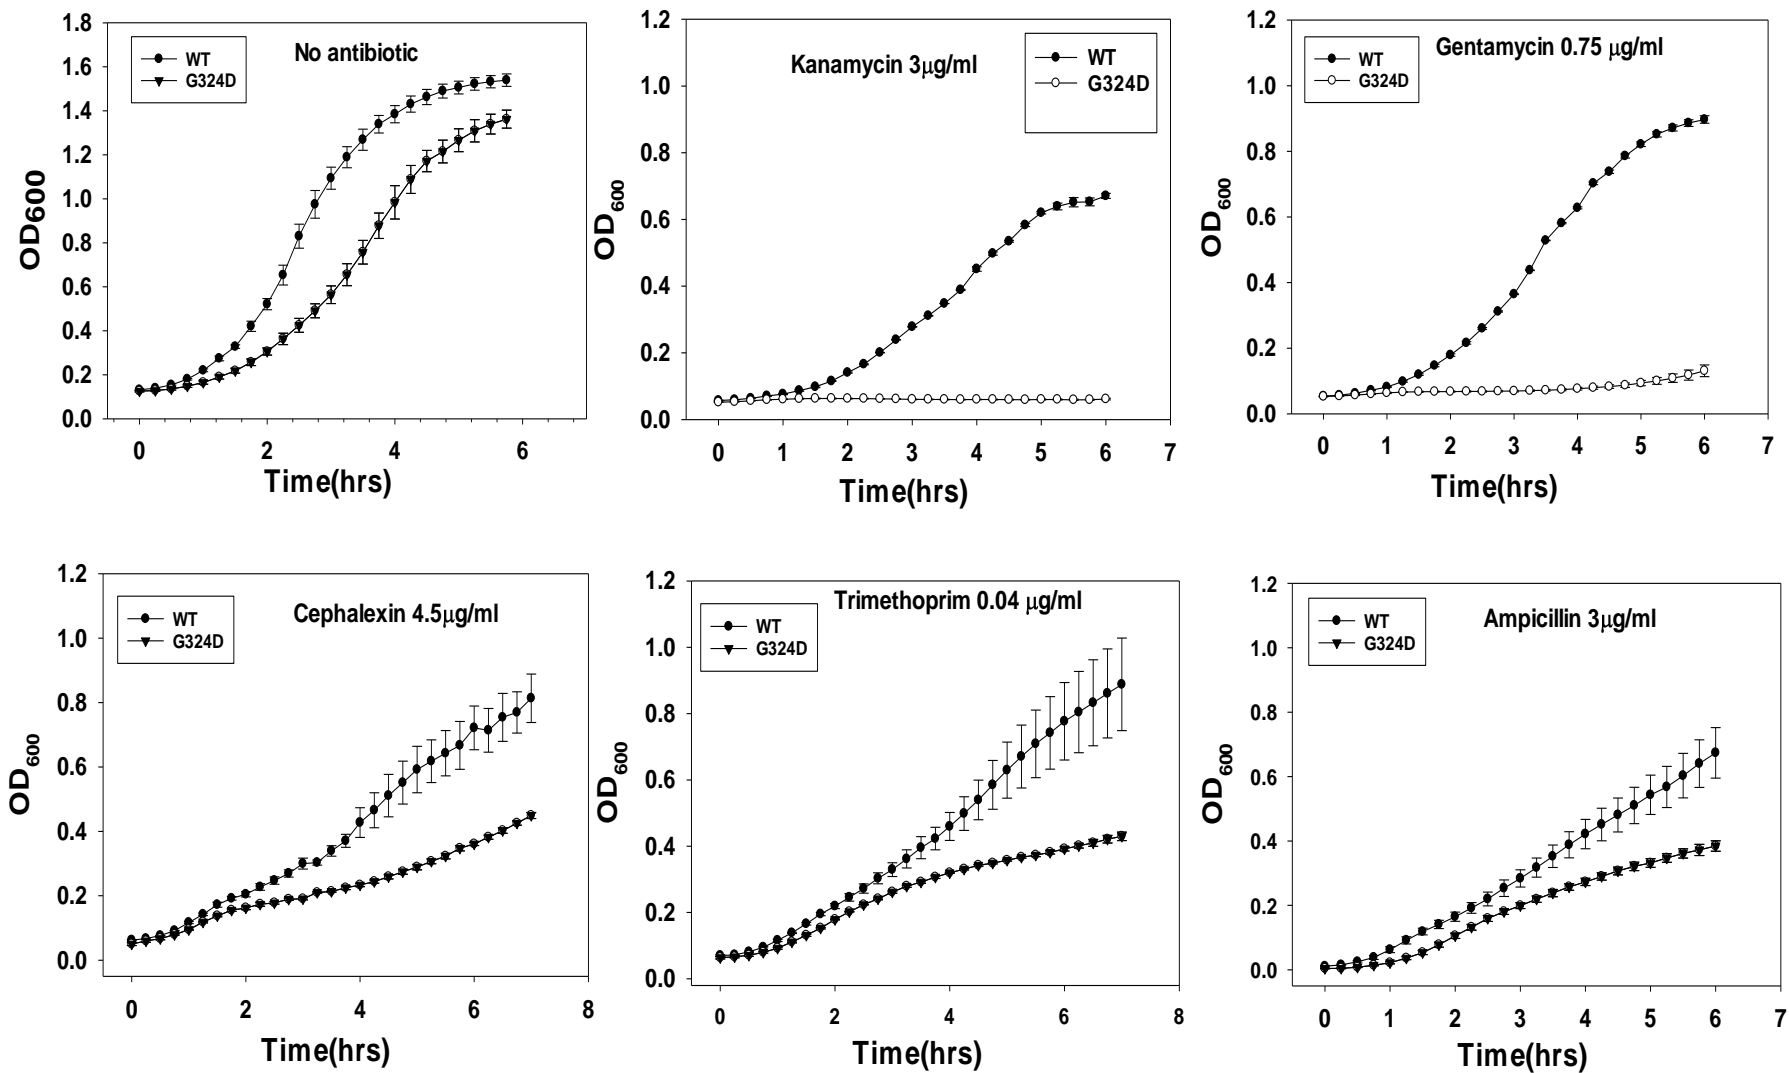 No antibiotic
WT
G324D
OD600
1.8
1.6
1.4
1.2
1.0
0.8
0.6
0.4
0.2
0.0
0 2 4 6
Time(hrs)
Kanamycin 3μg/ml
WT
G324D
OD600
1.2
1.0
0.8
0.6
0.4
0.2
0.0
0 1 2 3 4 5 6 7
Time(hrs)
Gentamycin 0.75 μg/ml
WT
G324D
OD600
1.2
1.0
0.8
0.6
0.4
0.2
0.0
0 1 2 3 4 5 6 7
Time(hrs)
Cephalexin 4.5μg/ml
WT
G324D
OD600
1.2
1.0
0.8
0.6
0.4
0.2
0.0
0 2 4 6 8
Time(hrs)
Trimethoprim 0.04 μg/ml
WT
G324D
OD600
1.2
1.0
0.8
0.6
0.4
0.2
0.0
0 2 4 6 8
Time(hrs)
Ampicillin 3μg/ml
WT
G324D
OD600
1.2
1.0
0.8
0.6
0.4
0.2
0.0
0 1 2 3 4 5 6 7
Time(hrs)